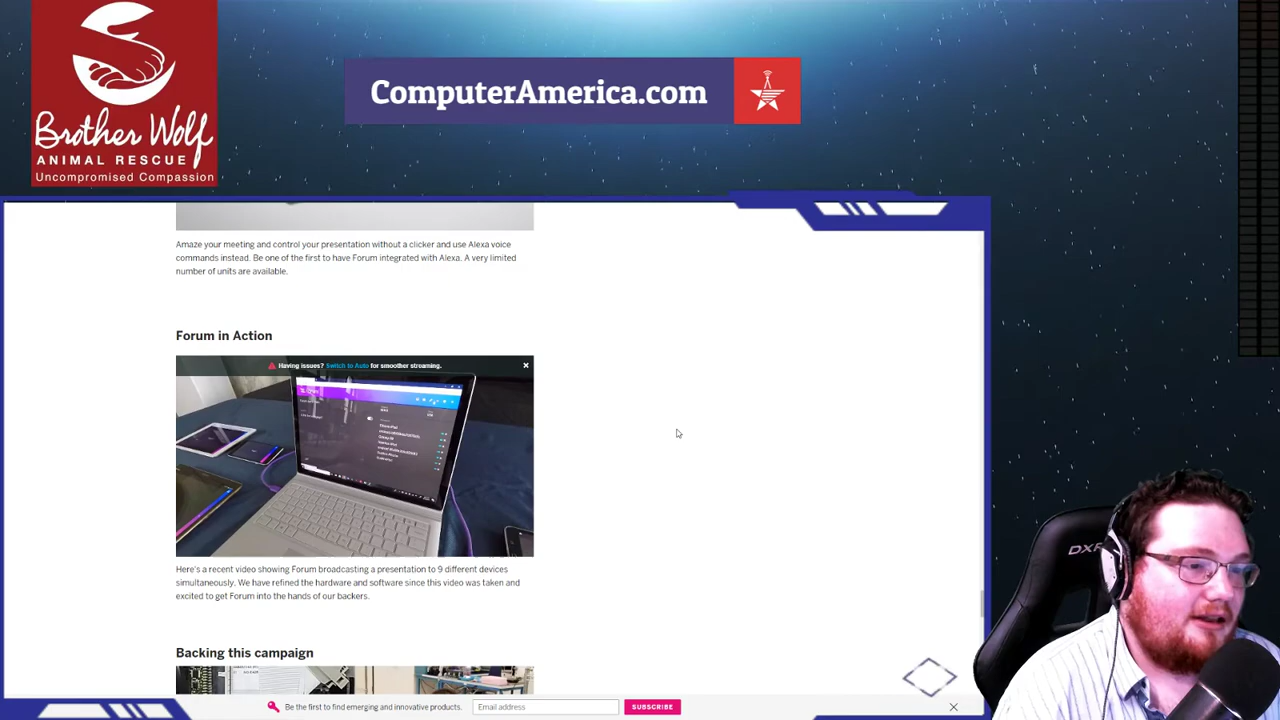 Brother Wolf
ANIMAL RESCUE
Uncompromised Compassion
ComputerAmerica.com
Amaze your meeting and control your presentation without a clicker and use Alexa voice
commands instead. Be one of the first to have Forum integrated with Alexa. A very limited
number of units are available.
Forum in Action
Having issues? Switch to Auto for smoother streaming.
Here's a recent video showing Forum broadcasting a presentation to 9 different devices
simultaneously. We have refined the hardware and software since this video was taken and
excited to get Forum into the hands of our backers.
Backing this campaign
Be the first to find emerging and innovative products.
Email address
SUBSCRIBE
DXR